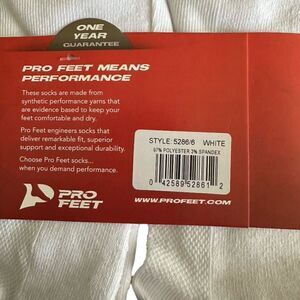 ONE
YEAR
GUARANTEE
PRO FEET MEANS
PERFORMANCE
These socks are made from
synthetic performance yarns that
are evidence based to keep your
feet comfortable and dry.
Pro Feet engineers socks that
deliver remarkable fit, superior
support and exceptional durability.
Choose Pro Feet socks...
when you demand performance.
PRO
FEET
STYLE: 5286/6 WHITE
97% POLYESTER 3% SPANDEX
0 42589 52861 2
WWW.PROFEET.COM